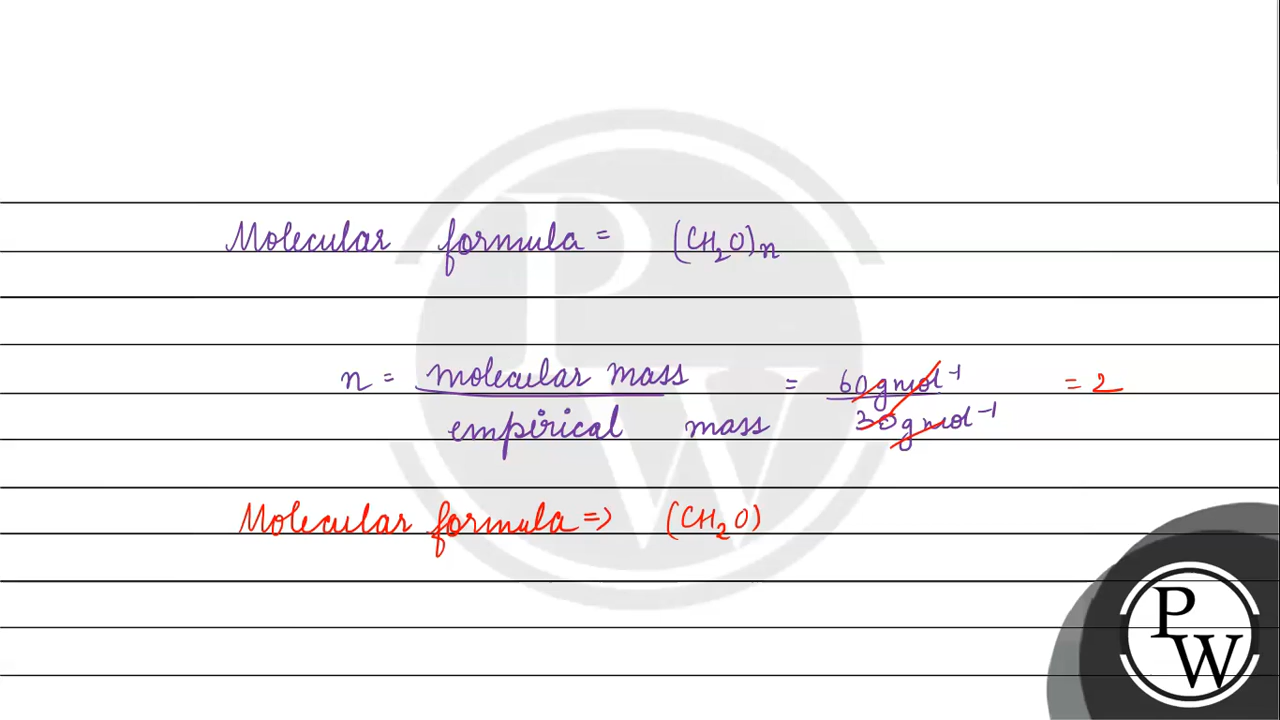 Molecular formula = (CH₂O)ₙ
n = molecular mass = 60 g mol⁻¹ = 2
empirical mass 30 g mol⁻¹
Molecular formula => (CH₂O)
P
W
P
W